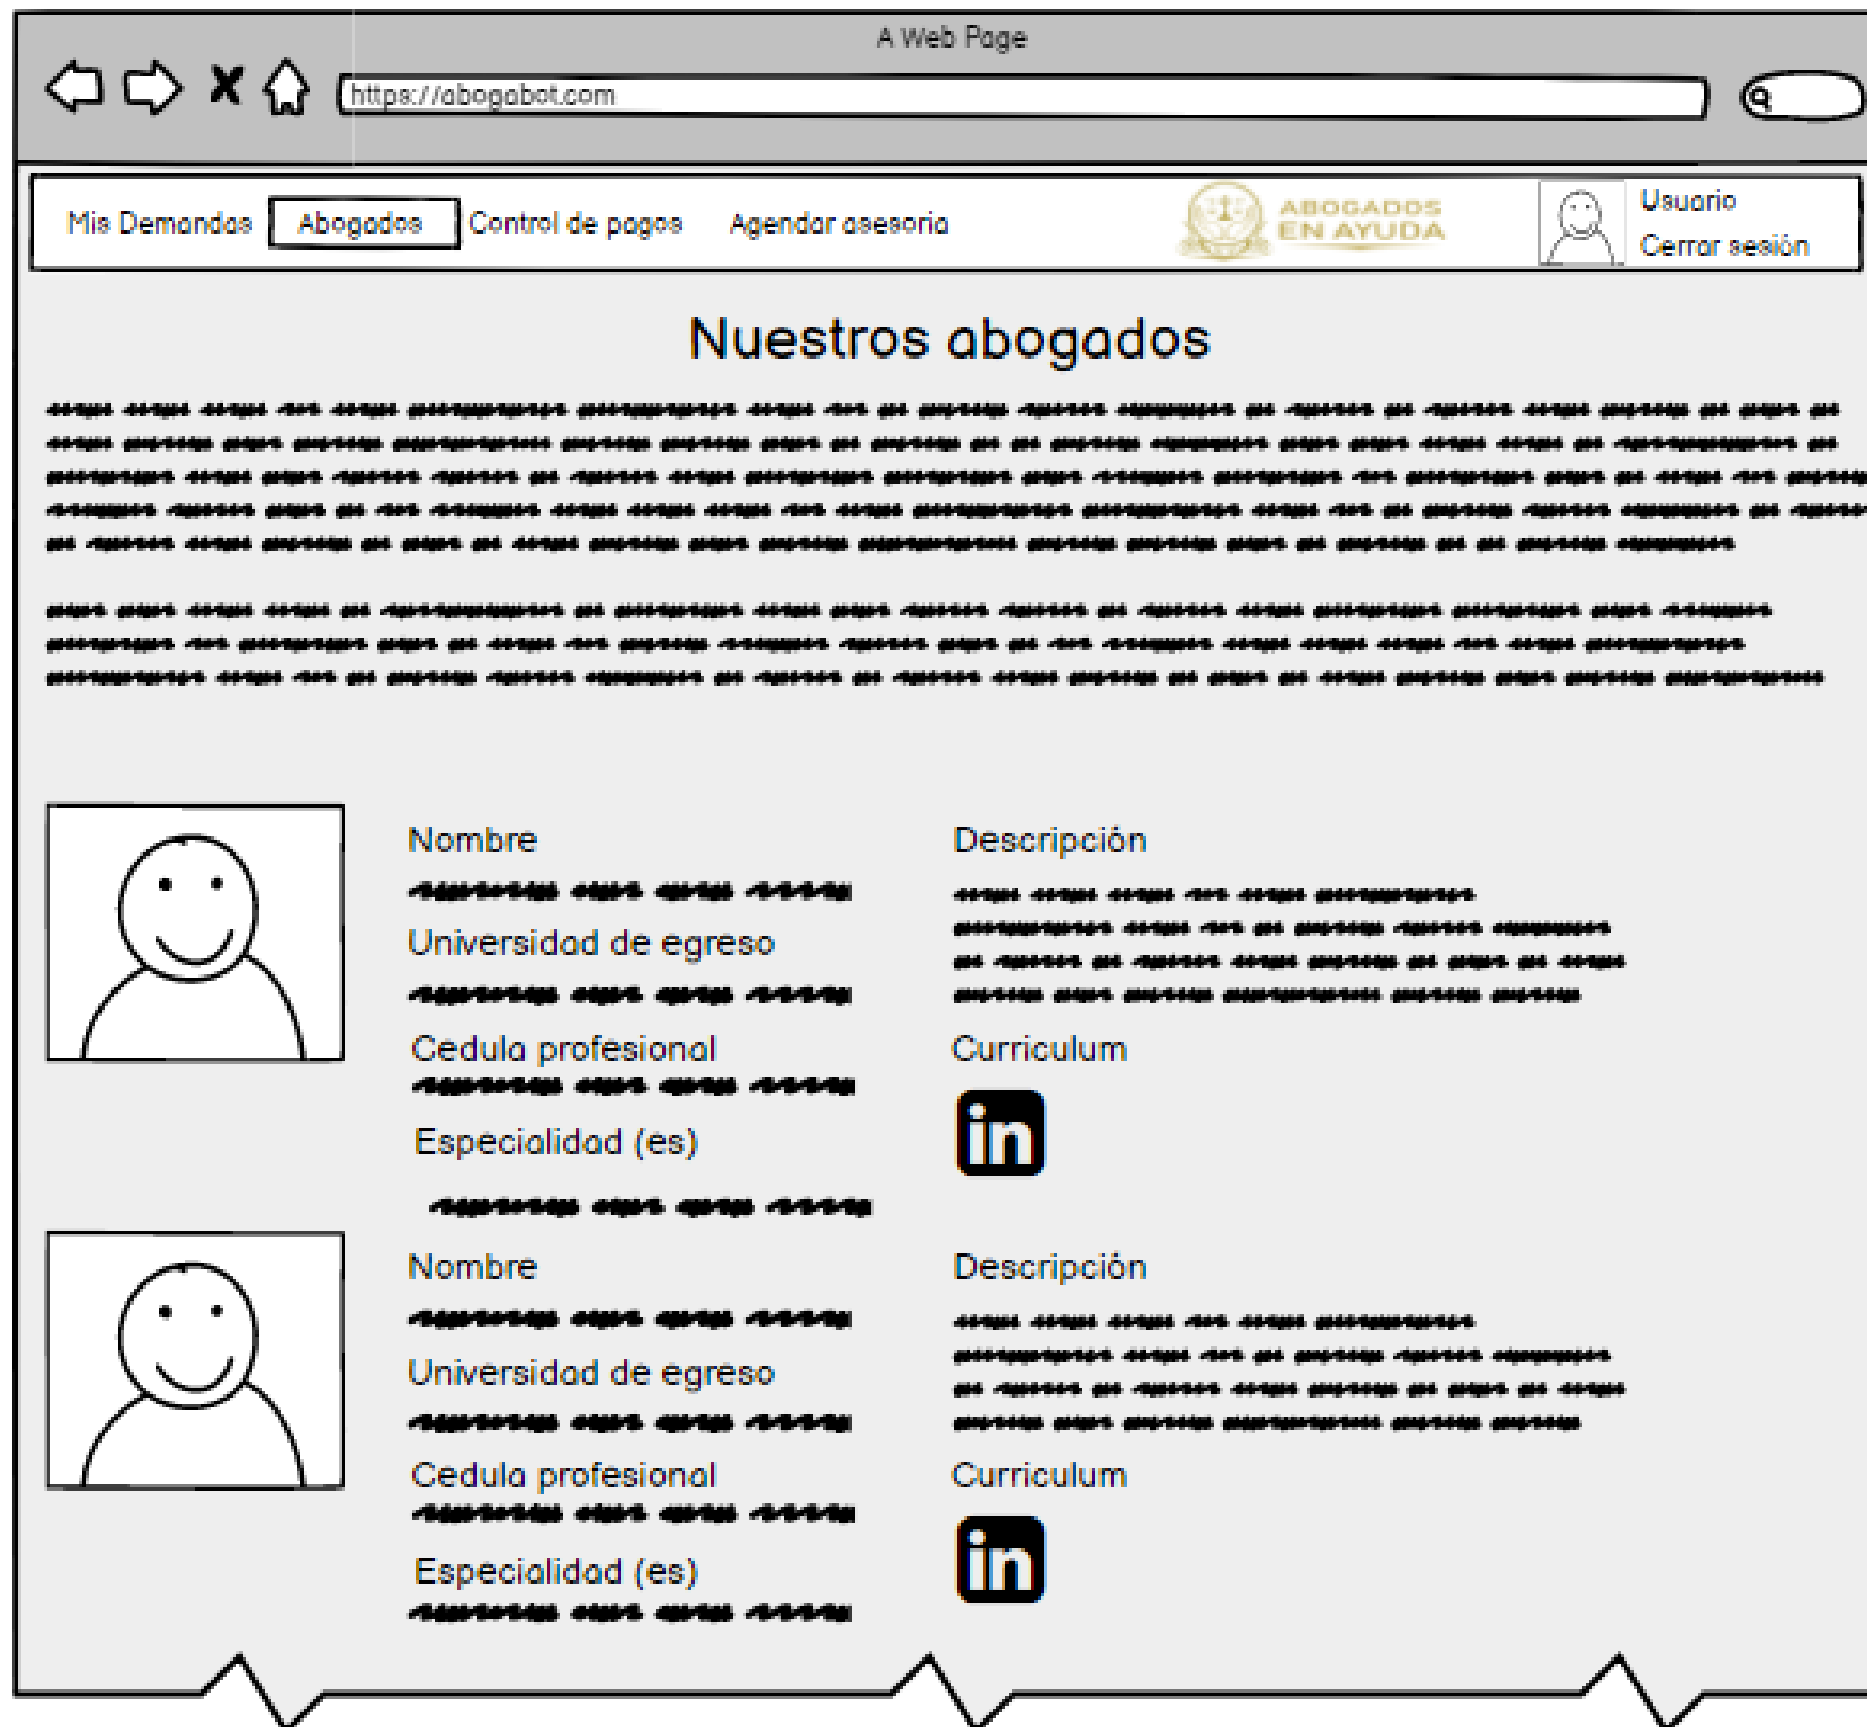 A Web Page
https://abogabot.com
Mis Demandas Abogados Control de pagos Agendar asesoria ABOGADOS EN AYUDA Usuario
Cerrar sesión
Nuestros abogados
Nombre Descripción
Universidad de egreso
Cedula profesional Curriculum
in
Especialidad (es)
Nombre Descripción
Universidad de egreso
Cedula profesional Curriculum
in
Especialidad (es)